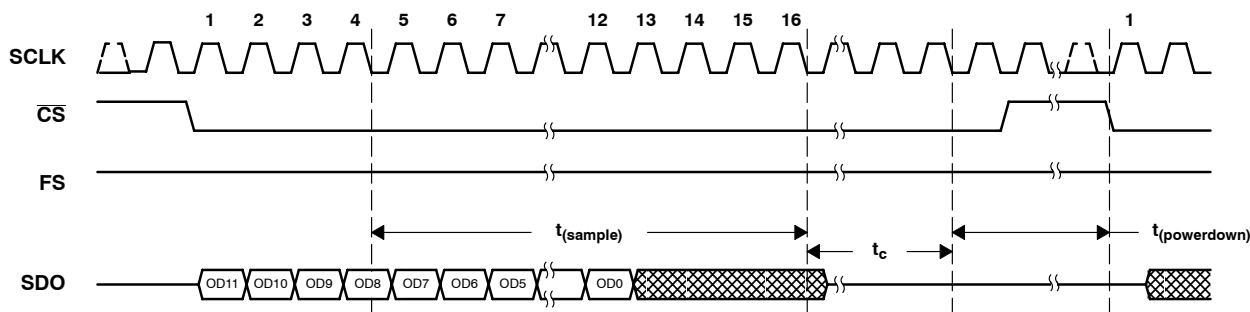 1 2 3 4 5 6 7 12 13 14 15 16 1
SCLK
CS
FS
t(sample)
t(powerdown)
tc
SDO
OD11 OD10 OD9 OD8 OD7 OD6 OD5 OD0